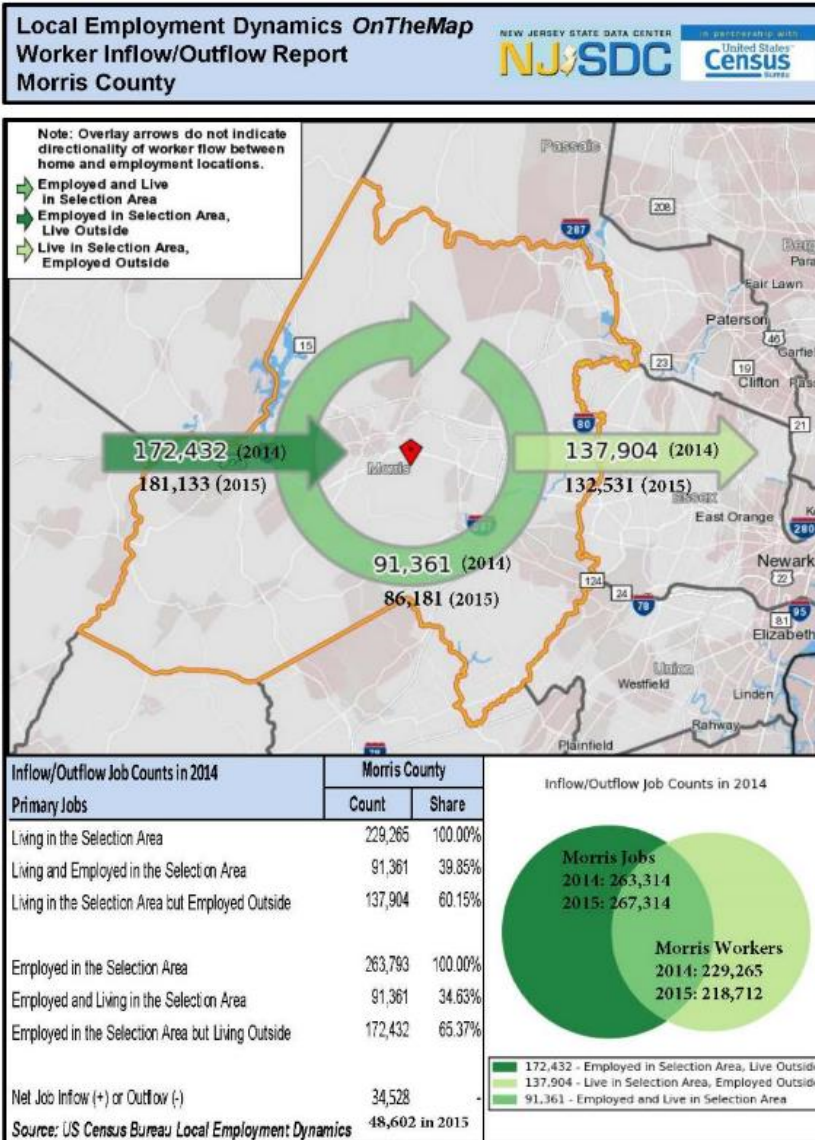 Local Employment Dynamics OnTheMap
Worker Inflow/Outflow Report
Morris County
NEW JERSEY STATE DATA CENTER
NJSDC
in partnership with
United States
Census
Bureau
Note: Overlay arrows do not indicate
directionality of worker flow between
home and employment locations.
Employed and Live
in Selection Area
Employed in Selection Area,
Live Outside
Live in Selection Area,
Employed Outside
Passaic
208
287
Fair Lawn
Paterson
15
46
23
19
Clifton
80
21
172,432 (2014)
181,133 (2015)
Morris
137,904 (2014)
132,531 (2015)
Essex
East Orange
280
91,361 (2014)
86,181 (2015)
Newark
124
24
78
22
95
81
Elizabeth
Union
Westfield
Linden
Rahway
Plainfield
Inflow/Outflow Job Counts in 2014 Morris County
Primary Jobs Count Share
Living in the Selection Area 229,265 100.00%
Living and Employed in the Selection Area 91,361 39.85%
Living in the Selection Area but Employed Outside 137,904 60.15%
Employed in the Selection Area 263,793 100.00%
Employed and Living in the Selection Area 91,361 34.63%
Employed in the Selection Area but Living Outside 172,432 65.37%
Net Job Inflow (+) or Outflow (-) 34,528 -
Source: US Census Bureau Local Employment Dynamics 48,602 in 2015
Inflow/Outflow Job Counts in 2014
Morris Jobs
2014: 263,314
2015: 267,314
Morris Workers
2014: 229,265
2015: 218,712
172,432 - Employed in Selection Area, Live Outside
137,904 - Live in Selection Area, Employed Outside
91,361 - Employed and Live in Selection Area